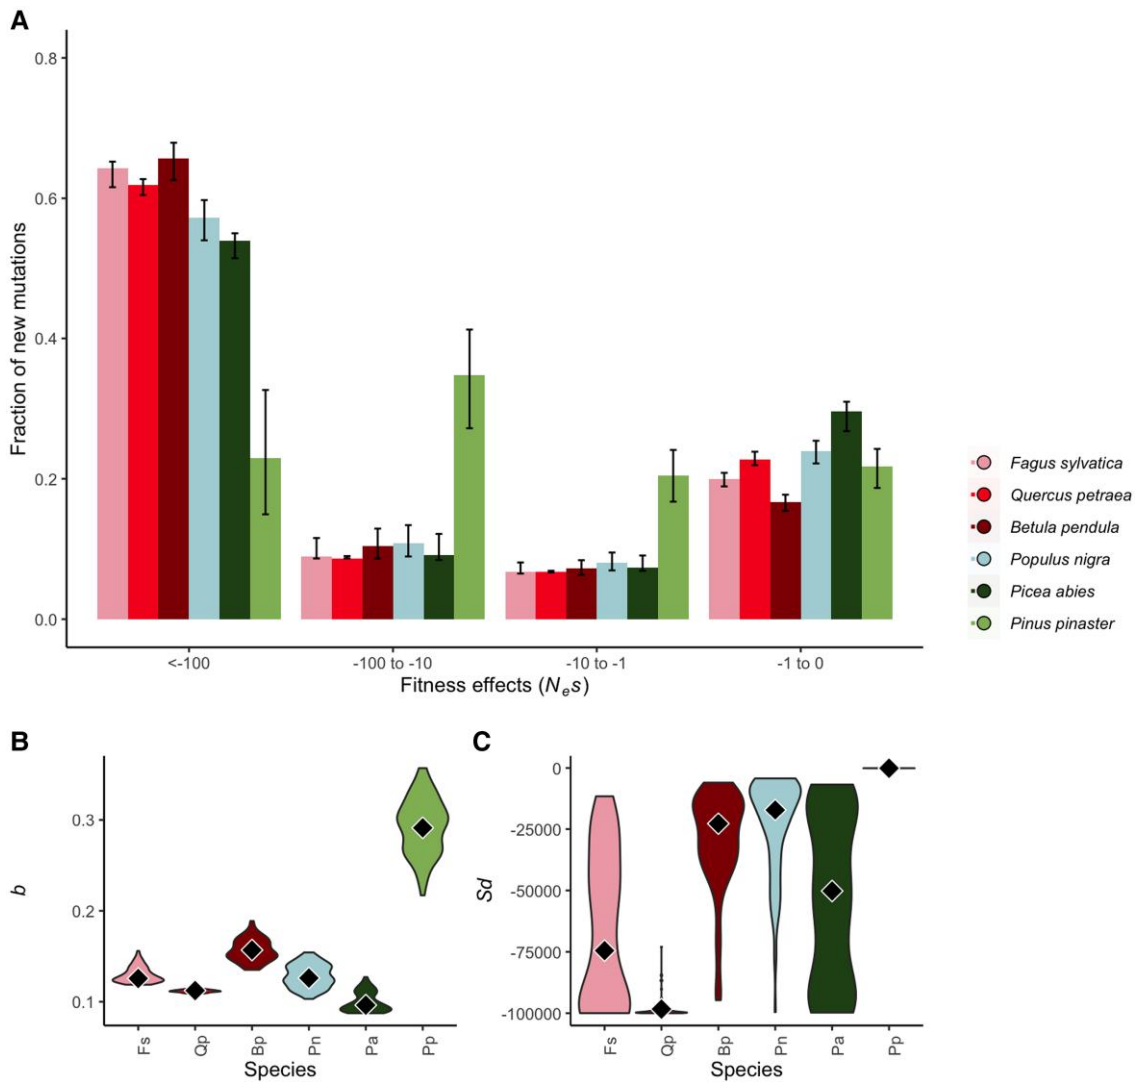 A
0.8
0.6
0.4
0.2
0.0
Fraction of new mutations
<-100
-100 to -10
-10 to -1
-1 to 0
Fitness effects (Nₑs)
Fagus sylvatica
Quercus petraea
Betula pendula
Populus nigra
Picea abies
Pinus pinaster
B
0.3
0.2
0.1
b
Fs
Qp
Bp
Pn
Pa
Pp
Species
C
0
-25000
-50000
-75000
-100000
Sd
Fs
Qp
Bp
Pn
Pa
Pp
Species